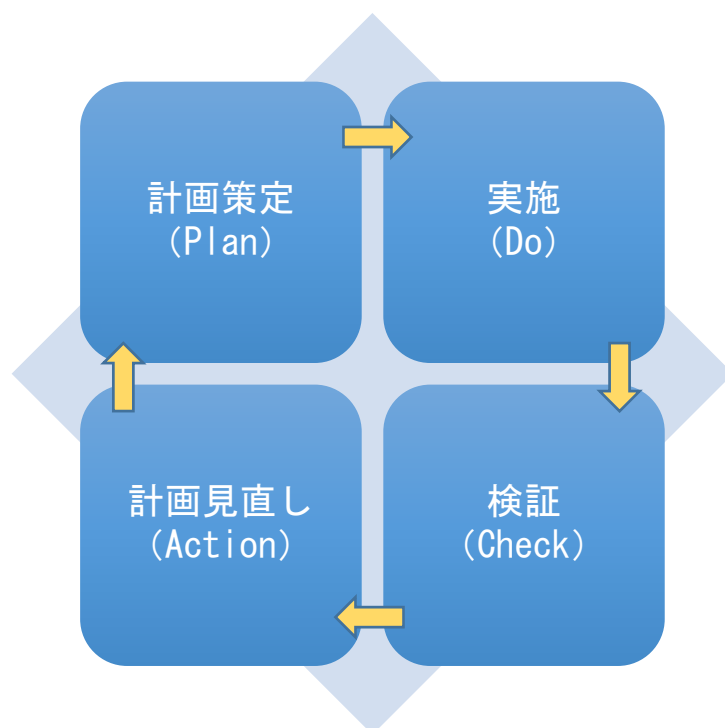 計画策定
(Plan)
実施
(Do)
計画見直し
(Action)
検証
(Check)